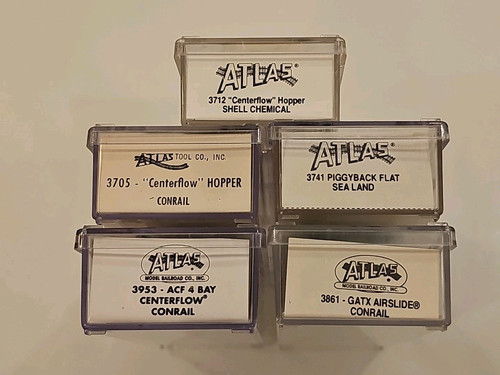 ATLAS®
3712 "Centerflow" Hopper
SHELL CHEMICAL
ATLAS TOOL CO., INC.
3705 - "Centerflow" HOPPER
CONRAIL
ATLAS®
3741 PIGGYBACK FLAT
SEA LAND
ATLAS
MODEL RAILROAD CO., INC.
3953 - ACF 4 BAY
CENTERFLOW®
CONRAIL
ATLAS
MODEL RAILROAD CO., INC.
3861 - GATX AIRSLIDE®
CONRAIL